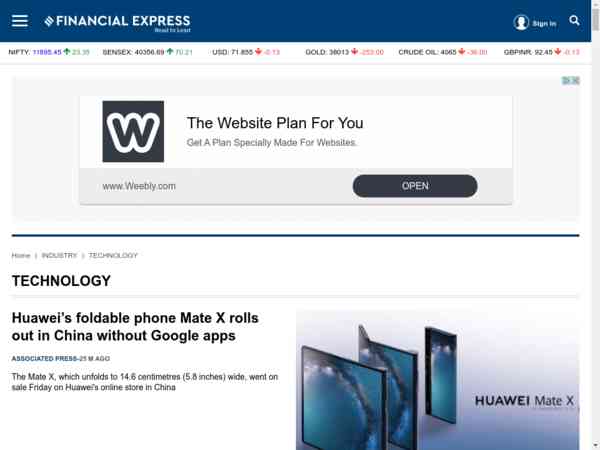 FINANCIAL EXPRESS
Read to Lead
Sign in
NIFTY: 11895.45 23.35 SENSEX: 40356.69 70.21 USD: 71.855 -0.13 GOLD: 38013 -253.00 CRUDE OIL: 4065 -36.00 GBPINR: 92.45 -0.13
The Website Plan For You
Get A Plan Specially Made For Websites.
www.Weebly.com
OPEN
Home | INDUSTRY | TECHNOLOGY
TECHNOLOGY
Huawei's foldable phone Mate X rolls
out in China without Google apps
ASSOCIATED PRESS-25 M AGO
The Mate X, which unfolds to 14.6 centimetres (5.8 inches) wide, went on
sale Friday on Huawei's online store in China
HUAWEI Mate X